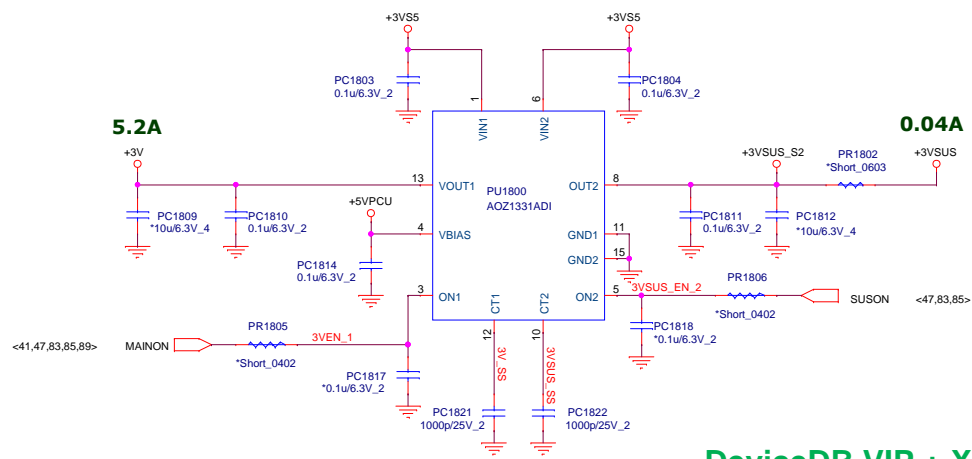 +3VS5
+3VS5
PC1803
0.1u/6.3V_2
PC1804
0.1u/6.3V_2
1
6
VIN1
VIN2
5.2A
0.04A
+3V
+3VSUS_S2
PR1802
*Short_0603
+3VSUS
13
VOUT1
PU1800
AOZ1331ADI
OUT2
8
PC1809
*10u/6.3V_4
PC1810
0.1u/6.3V_2
+5VPCU
4
VBIAS
GND1
11
GND2
15
PC1811
0.1u/6.3V_2
PC1812
*10u/6.3V_4
PC1814
0.1u/6.3V_2
3
ON1
CT1
CT2
ON2
5
3VSUS_EN_2
PR1806
*Short_0402
SUSON
<47,83,85>
<41,47,83,85,89>
MAINON
PR1805
*Short_0402
3VEN_1
12
10
PC1818
*0.1u/6.3V_2
PC1817
*0.1u/6.3V_2
3V_SS
3VSUS_SS
PC1821
1000p/25V_2
PC1822
1000p/25V_2